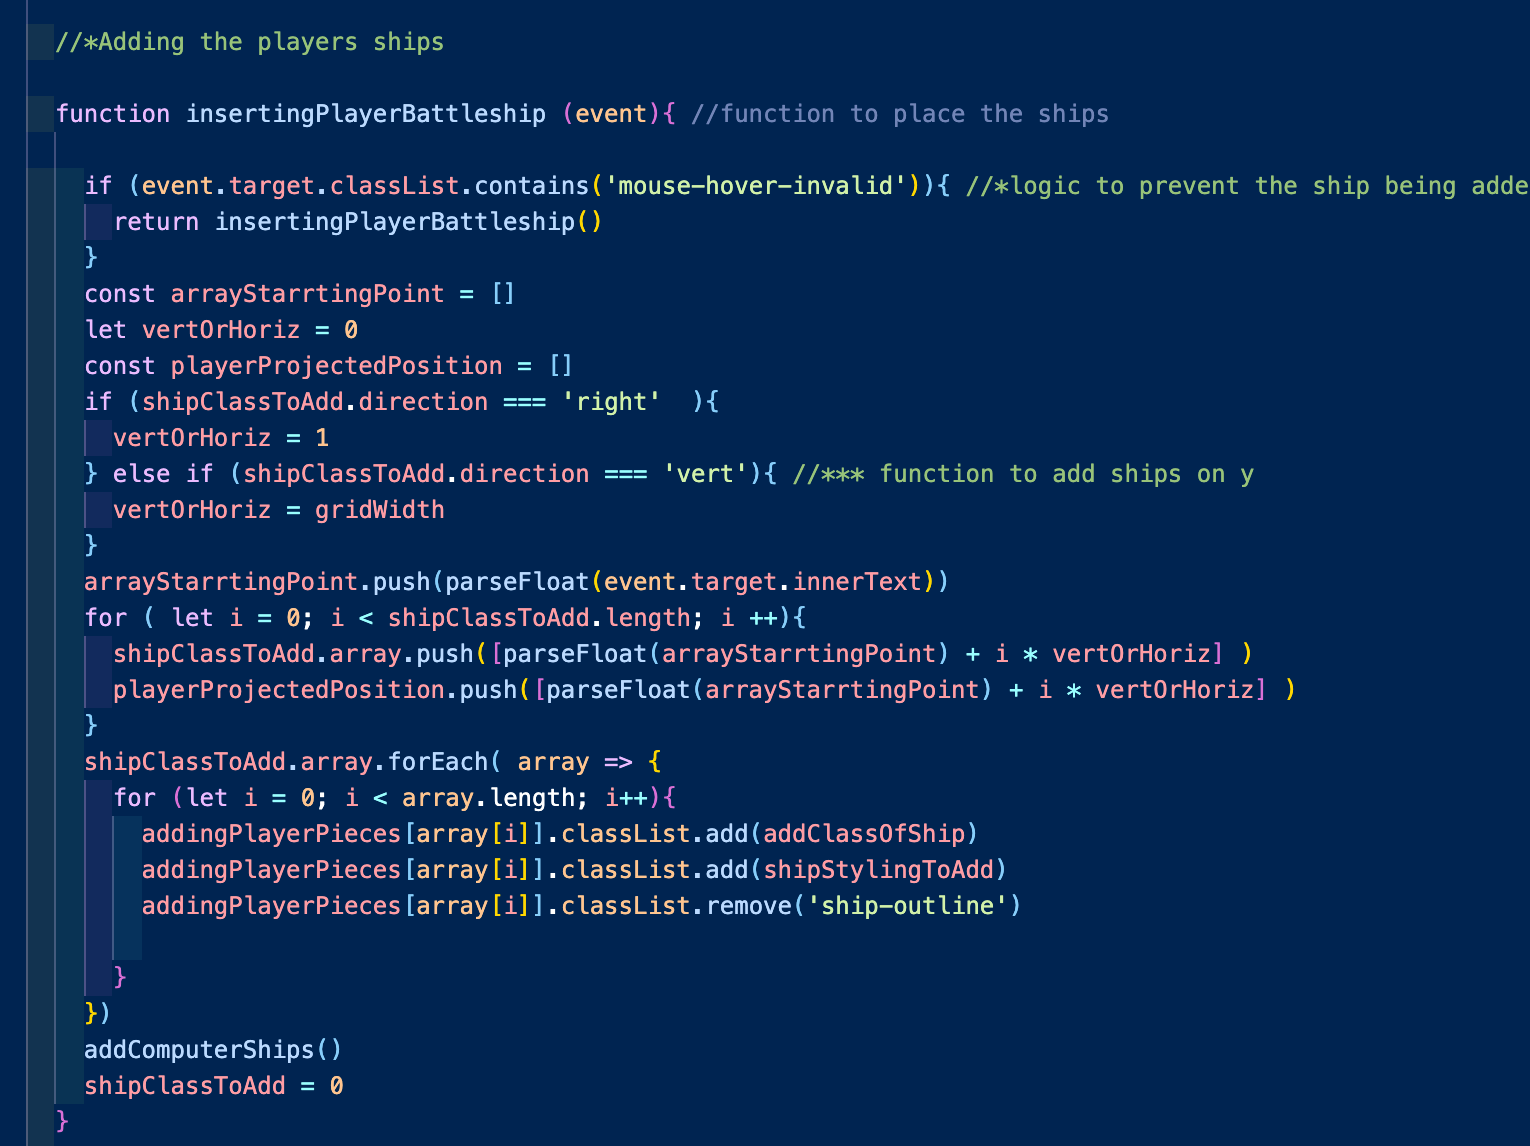 //*Adding the players ships
function insertingPlayerBattleship (event){ //function to place the ships
if (event.target.classList.contains('mouse-hover-invalid')){ //*logic to prevent the ship being adde
return insertingPlayerBattleship()
}
const arrayStarrtingPoint = []
let vertOrHoriz = 0
const playerProjectedPosition = []
if (shipClassToAdd.direction === 'right'  ){
vertOrHoriz = 1
} else if (shipClassToAdd.direction === 'vert'){ //*** function to add ships on y
vertOrHoriz = gridWidth
}
arrayStarrtingPoint.push(parseFloat(event.target.innerText))
for ( let i = 0; i < shipClassToAdd.length; i ++){
shipClassToAdd.array.push([parseFloat(arrayStarrtingPoint) + i * vertOrHoriz] )
playerProjectedPosition.push([parseFloat(arrayStarrtingPoint) + i * vertOrHoriz] )
}
shipClassToAdd.array.forEach( array => {
for (let i = 0; i < array.length; i++){
addingPlayerPieces[array[i]].classList.add(addClassOfShip)
addingPlayerPieces[array[i]].classList.add(shipStylingToAdd)
addingPlayerPieces[array[i]].classList.remove('ship-outline')
}
})
addComputerShips()
shipClassToAdd = 0
}